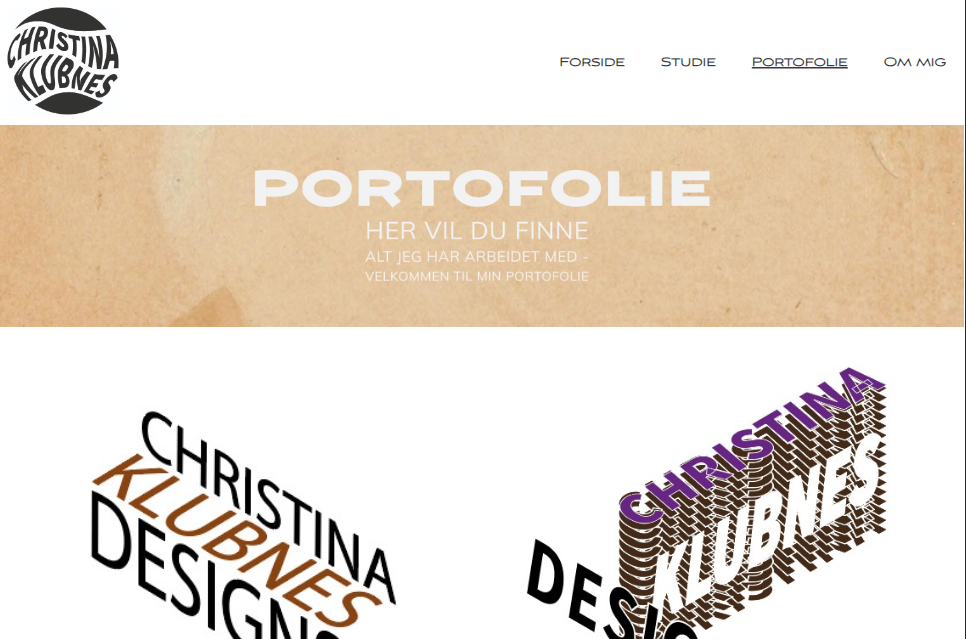 CHRISTINA
KLUBNES
FORSIDE STUDIE PORTOFOLIE OM MIG
PORTOFOLIE
HER VIL DU FINNE
ALT JEG HAR ARBEIDET MED -
VELKOMMEN TIL MIN PORTOFOLIE
CHRISTINA
KLUBNES
DESIGNS
CHRISTINA
KLUBNES
DESIG